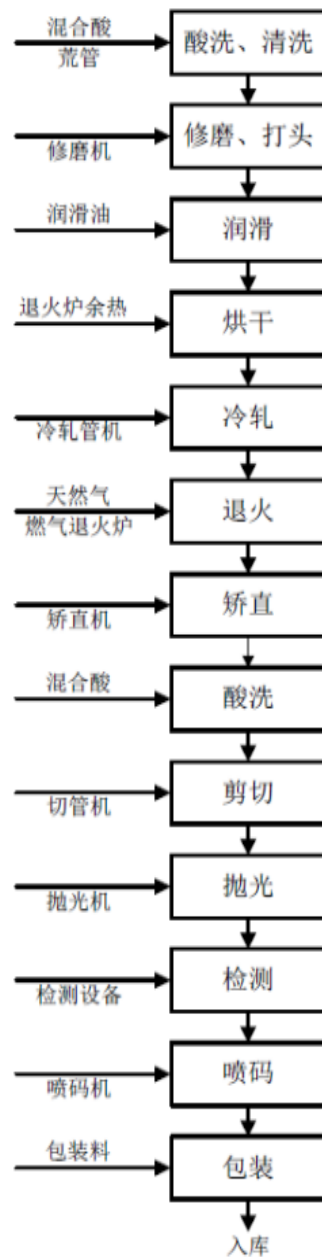 混合酸
荒管
酸洗、清洗
修磨机
修磨、打头
润滑油
润滑
退火炉余热
烘干
冷轧管机
冷轧
天然气
燃气退火炉
退火
矫直机
矫直
混合酸
酸洗
切管机
剪切
抛光机
抛光
检测设备
检测
喷码机
喷码
包装料
包装
入库